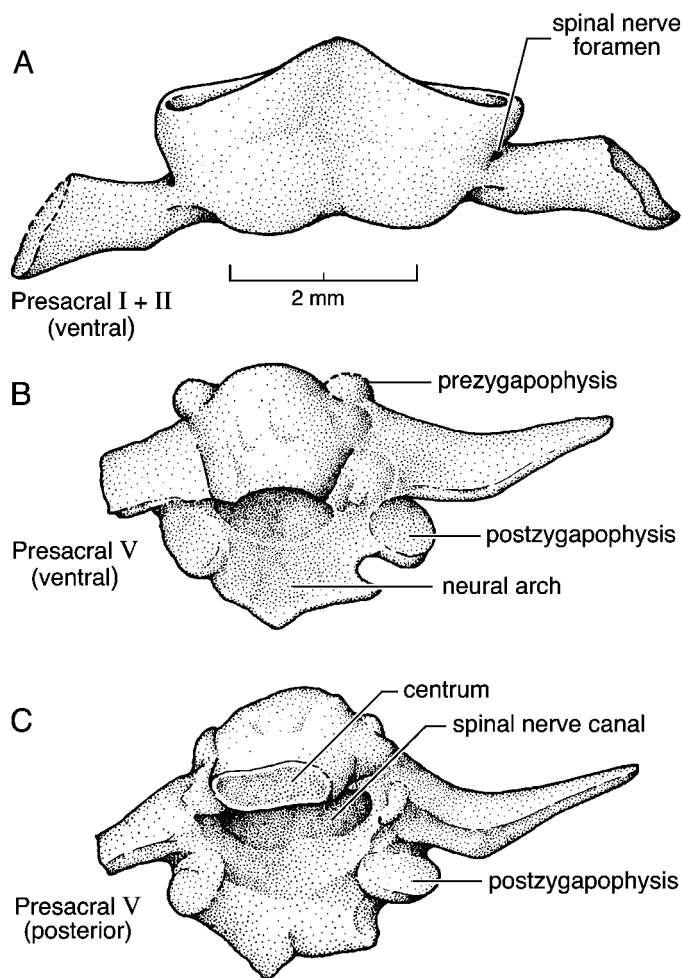 A
spinal nerve
foramen
Presacral I + II
(ventral)
2 mm
B
prezygapophysis
Presacral V
(ventral)
postzygapophysis
neural arch
C
centrum
spinal nerve canal
Presacral V
(posterior)
postzygapophysis